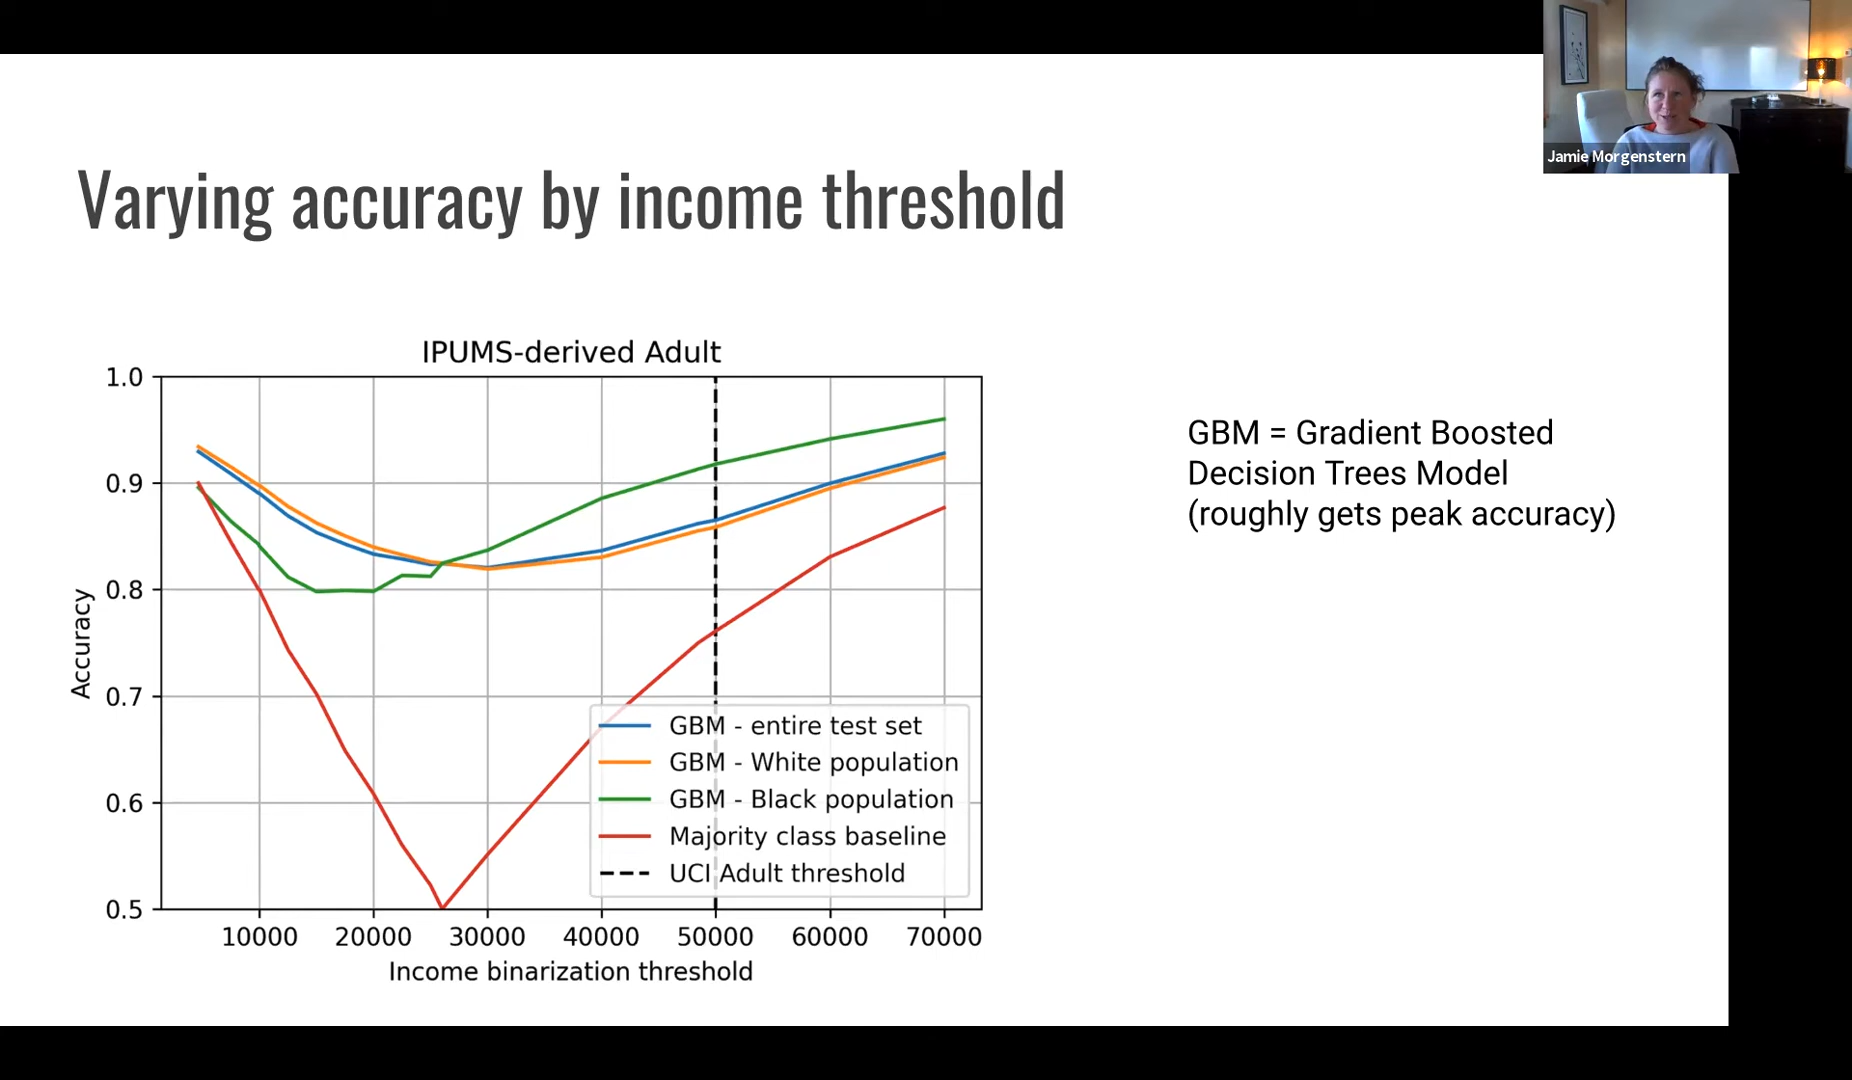 Jamie Morgenstern
Varying accuracy by income threshold
IPUMS-derived Adult
1.0
0.9
0.8
0.7
0.6
0.5
Accuracy
10000 20000 30000 40000 50000 60000 70000
Income binarization threshold
GBM - entire test set
GBM - White population
GBM - Black population
Majority class baseline
UCI Adult threshold
GBM = Gradient Boosted
Decision Trees Model
(roughly gets peak accuracy)